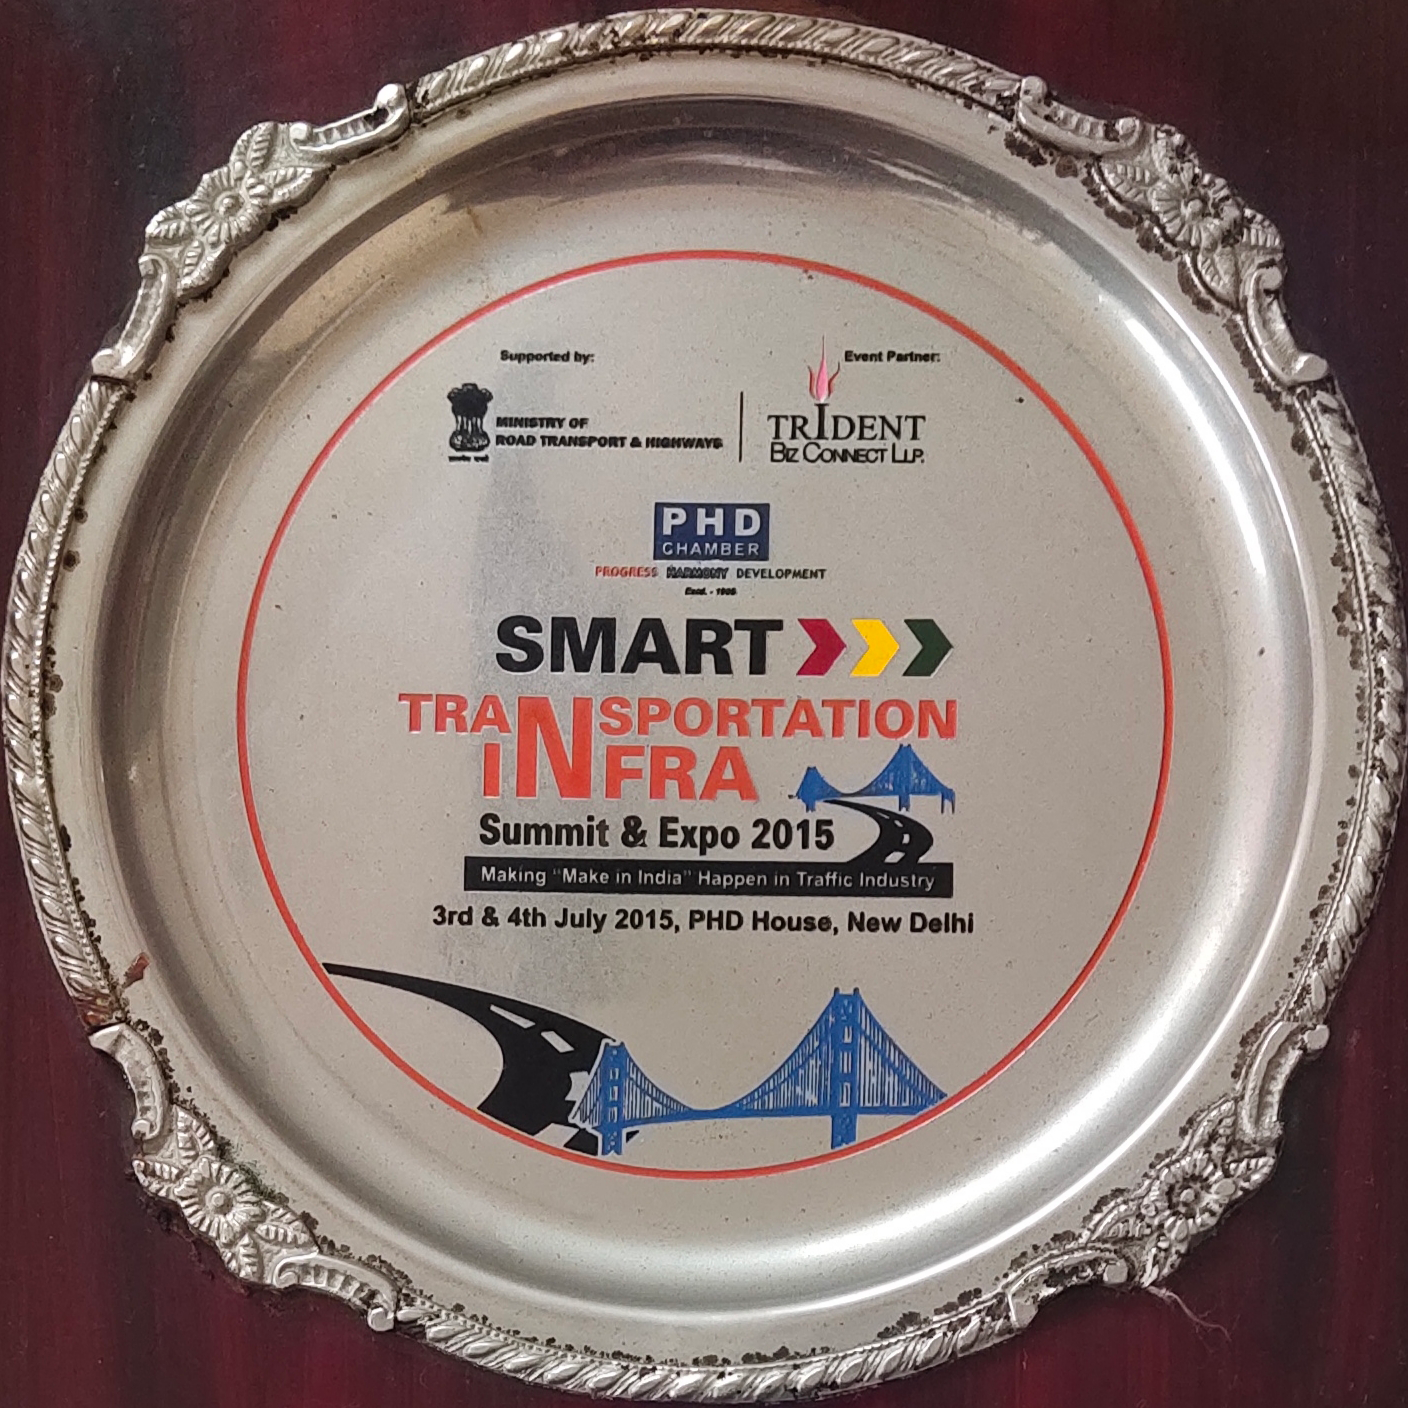 Supported by:
Event Partner:
MINISTRY OF
ROAD TRANSPORT & HIGHWAYS
TRIDENT
BIZ CONNECT LLP.
PHD
CHAMBER
PROGRESS HARMONY DEVELOPMENT
SMART
TRANSPORTATION
iNFRA
Summit & Expo 2015
Making "Make in India" Happen in Traffic Industry
3rd & 4th July 2015, PHD House, New Delhi